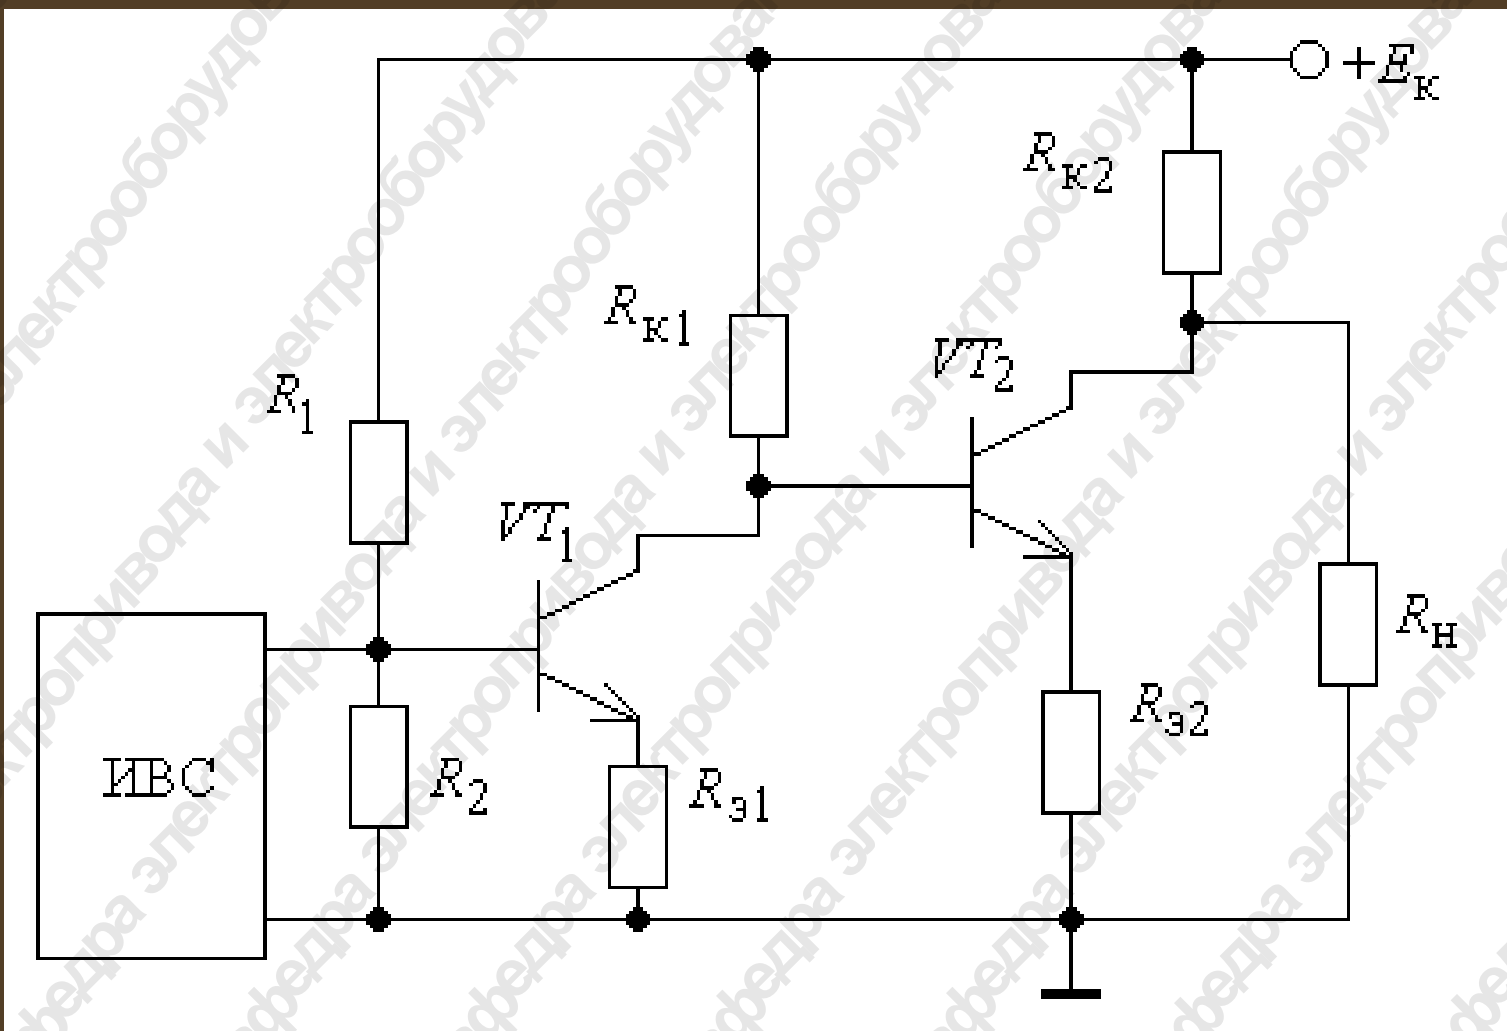 +Eк
Rк2
Rк1
VT2
R1
VT1
Rн
Rэ2
ИВС
R2
Rэ1
кафедра электропривода и электрооборудования